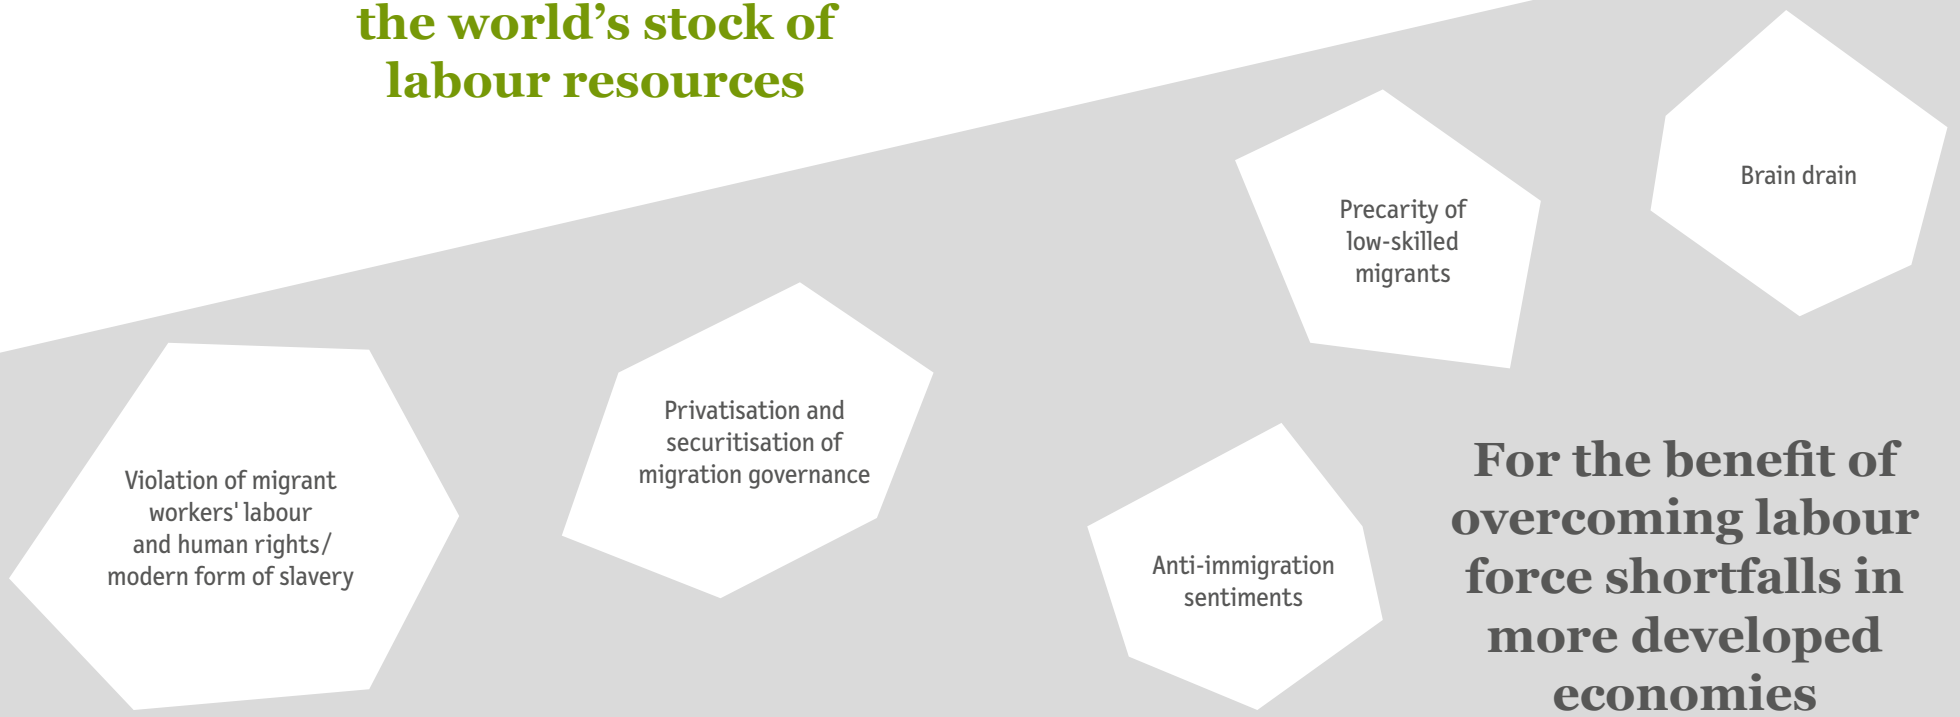 the world’s stock of
labour resources
Brain drain
Precarity of
low-skilled
migrants
Privatisation and
securitisation of
migration governance
Violation of migrant
workers' labour
and human rights/
modern form of slavery
Anti-immigration
sentiments
For the benefit of
overcoming labour
force shortfalls in
more developed
economies